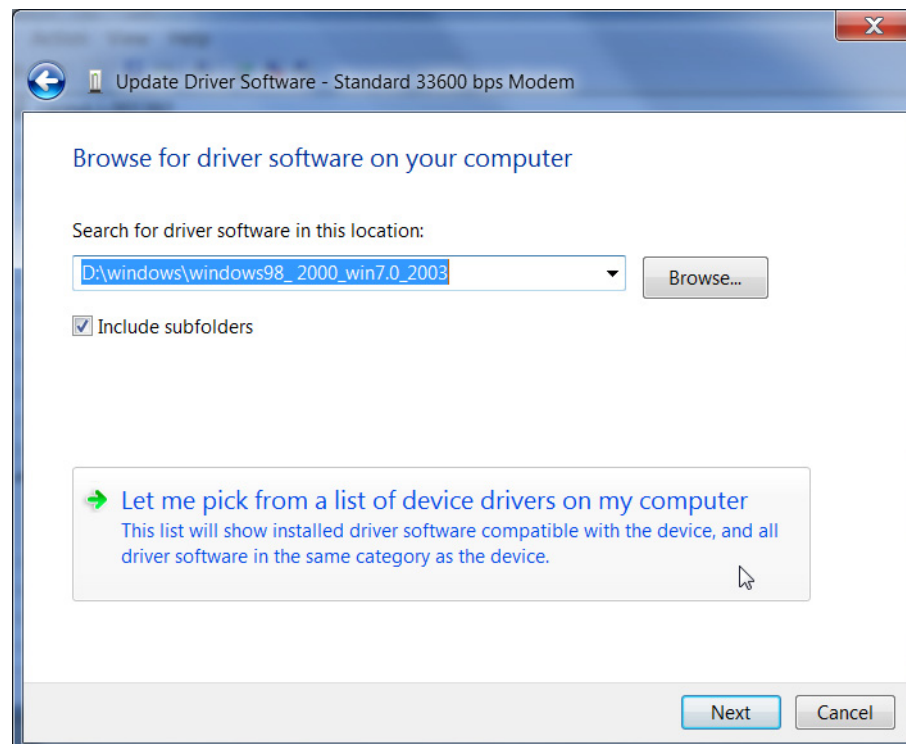 Action View Help
Update Driver Software - Standard 33600 bps Modem
Browse for driver software on your computer
Search for driver software in this location:
D:\windows\windows98_ 2000_win7.0_2003
Browse...
Include subfolders
Let me pick from a list of device drivers on my computer
This list will show installed driver software compatible with the device, and all
driver software in the same category as the device.
Next
Cancel